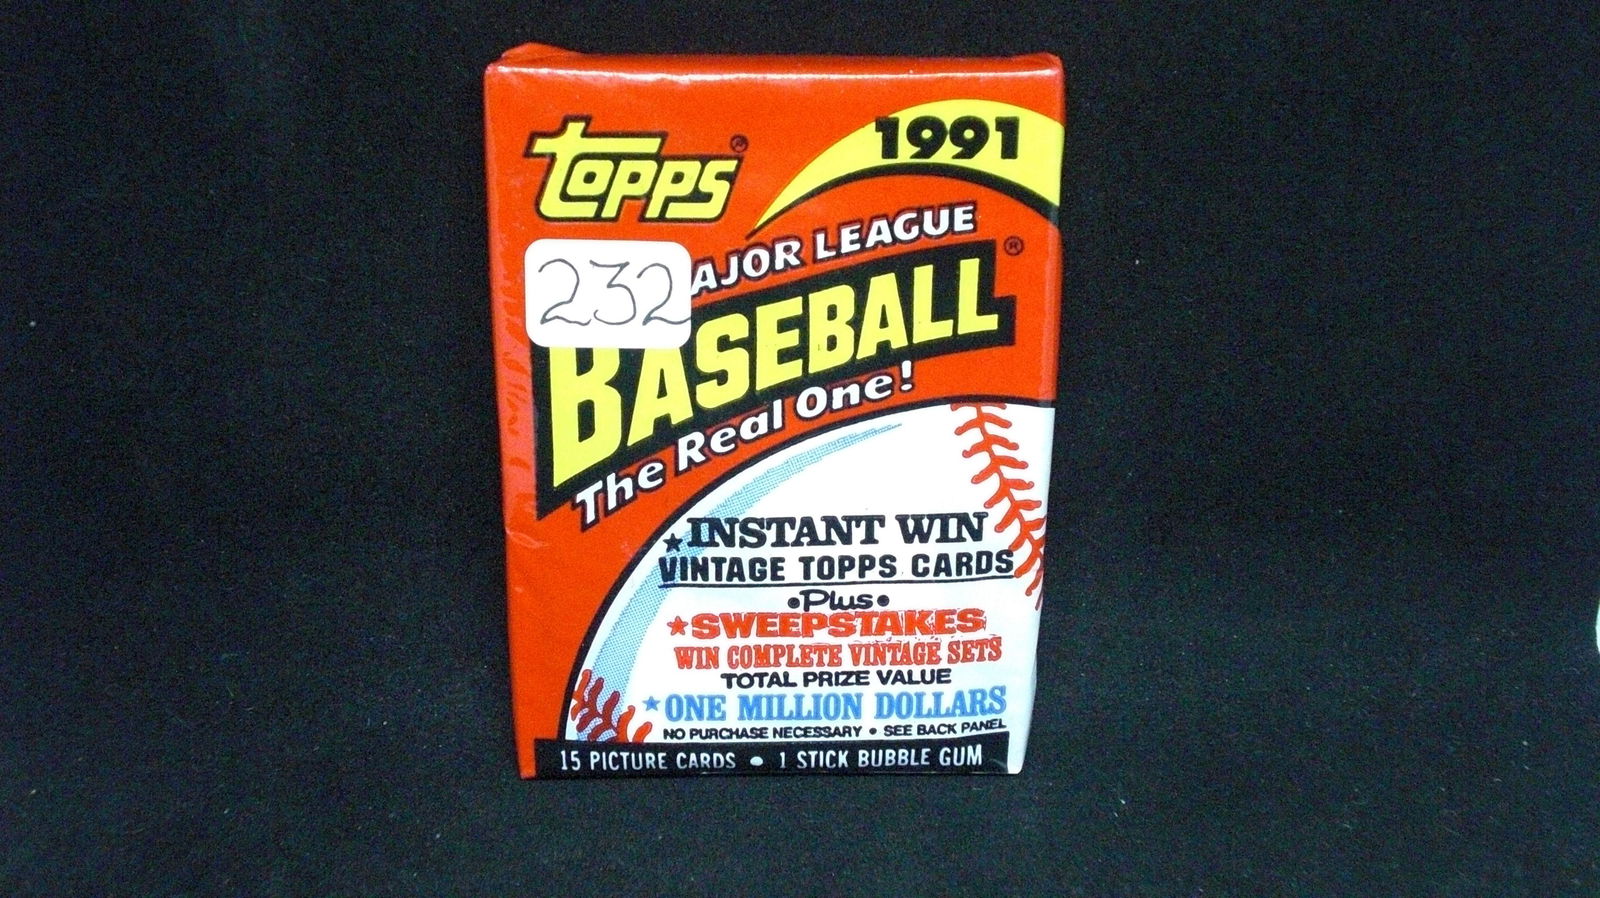 topps®
1991
AJOR LEAGUE
232
BASEBALL®
The Real One!
★INSTANT WIN
VINTAGE TOPPS CARDS
•Plus•
★SWEEPSTAKES
WIN COMPLETE VINTAGE SETS
TOTAL PRIZE VALUE
★ONE MILLION DOLLARS
NO PURCHASE NECESSARY • SEE BACK PANEL
15 PICTURE CARDS • 1 STICK BUBBLE GUM